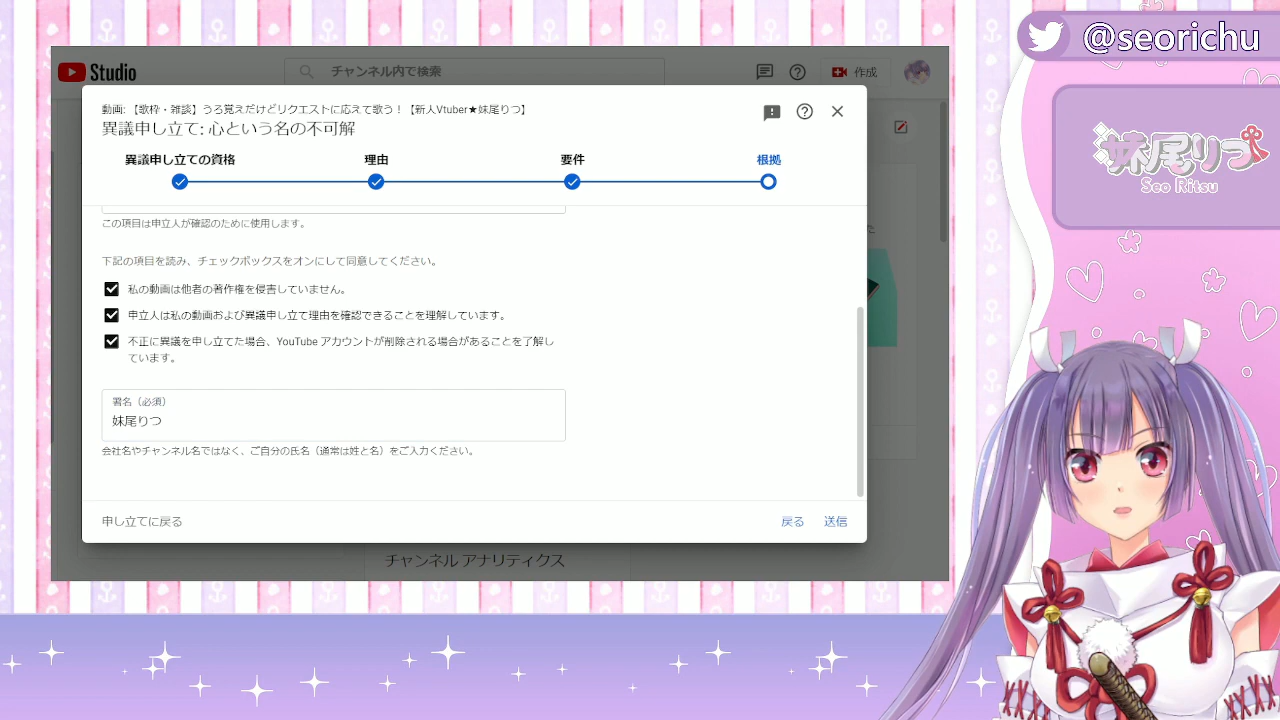 @seorichu
Studio
チャンネル内で検索
作成
動画: 【歌枠・雑談】うろ覚えだけどリクエストに応えて歌う!【新人Vtuber★妹尾りつ】
異議申し立て: 心という名の不可解
異議申し立ての資格
理由
要件
根拠
この項目は申立人が確認のために使用します。
下記の項目を読み、チェックボックスをオンにして同意してください。
私の動画は他者の著作権を侵害していません。
申立人は私の動画および異議申し立て理由を確認できることを理解しています。
不正に異議を申し立てた場合、YouTube アカウントが削除される場合があることを了解し
ています。
署名（必須）
妹尾りつ
会社名やチャンネル名ではなく、ご自分の氏名（通常は姓と名）をご入力ください。
申し立てに戻る
戻る
送信
チャンネル アナリティクス
た
妹尾りつ
Seo Ritsu